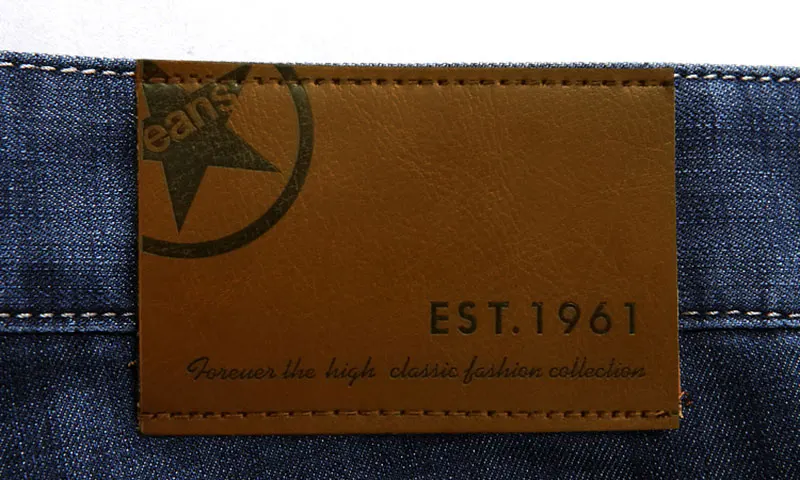 eans
EST.1961
Forever the high classic fashion collection